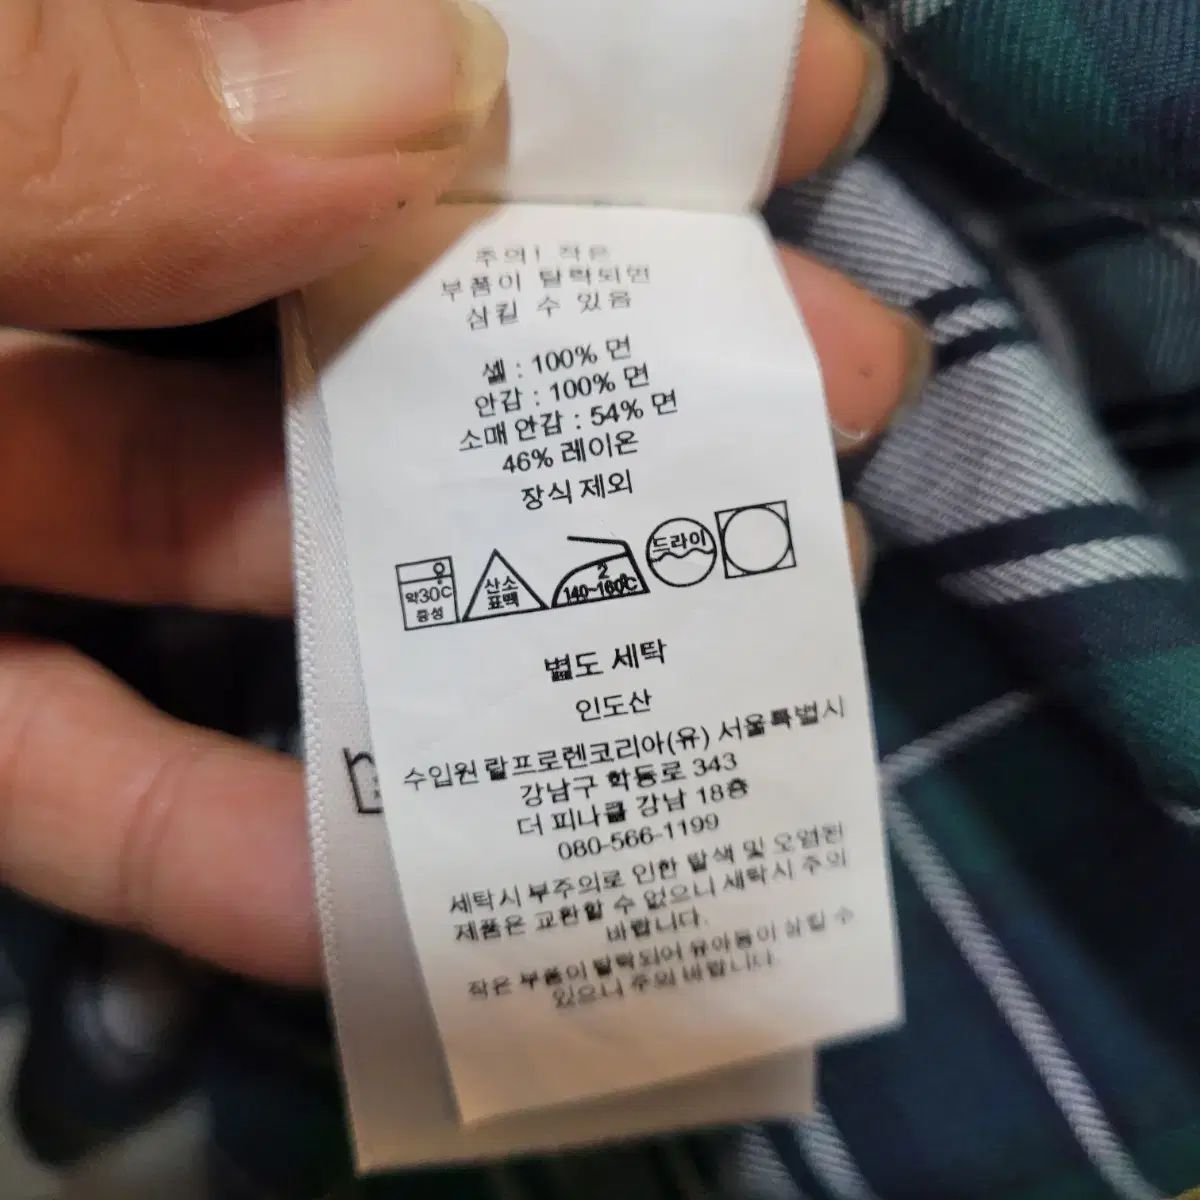 주의! 작은
부품이 탈락되면
삼킬 수 있음
쉘 : 100% 면
안감 : 100% 면
소매 안감 : 54% 면
46% 레이온
장식 제외
약30℃
중성
산소
표백
2
140~160℃
드라이
별도 세탁
인도산
수입원 랄프로렌코리아(유) 서울특별시
강남구 학동로 343
더 피나클 강남 18층
080-566-1199
세탁시 부주의로 인한 탈색 및 오염된
제품은 교환할 수 없으니 세탁시 주의
바랍니다.
작은 부품이 탈락되어 유아동이 삼킬 수
있으니 주의 바랍니다.